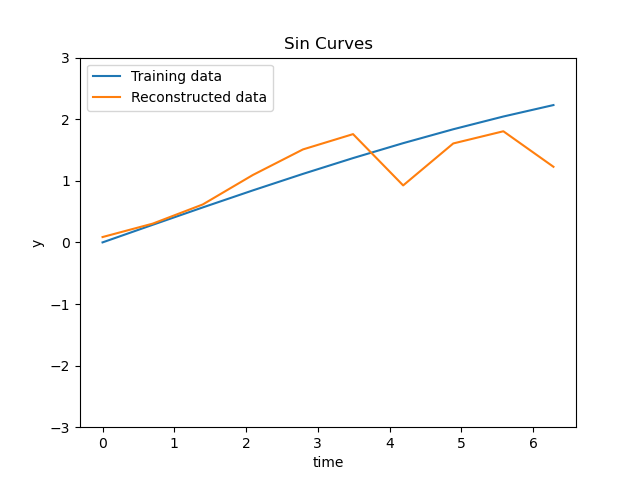 Sin Curves
Training data
Reconstructed data
3
2
1
0
−1
−2
−3
y
0 1 2 3 4 5 6
time